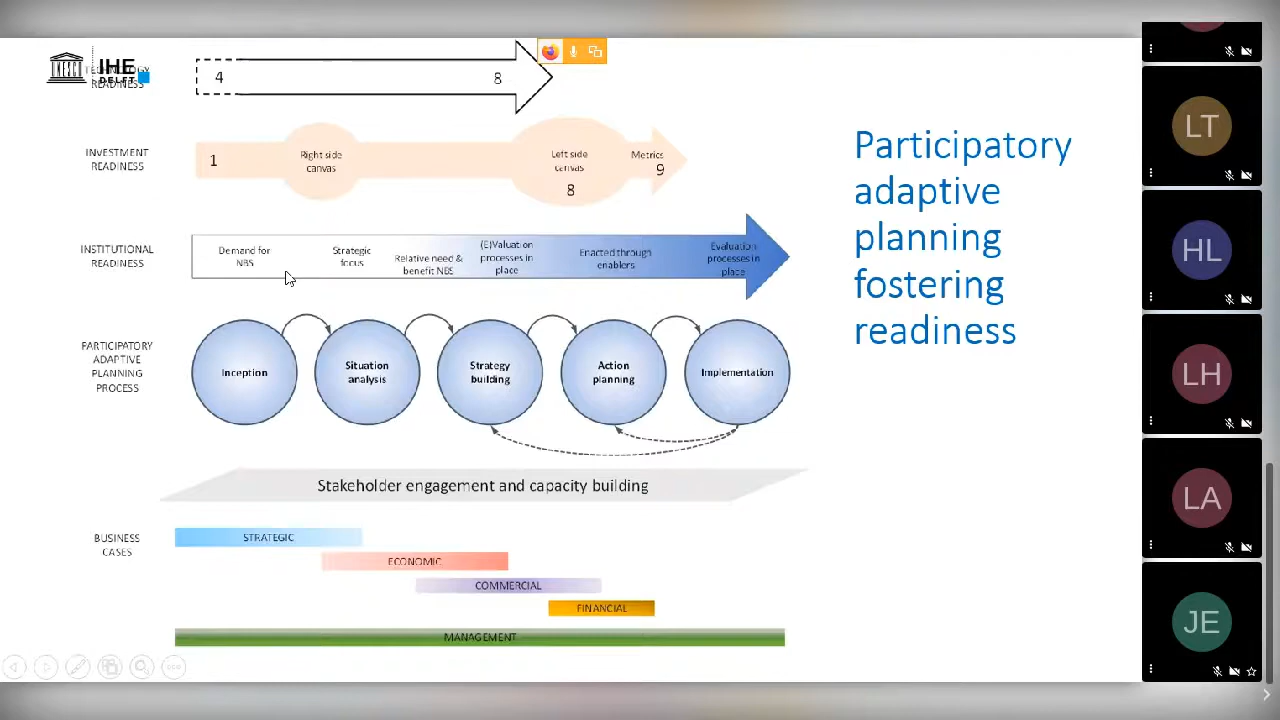 IHE
DELFT
TECHNOLOGY
READINESS
4
8
INVESTMENT
READINESS
1
Right side
canvas
Left side
canvas
8
Metrics
9
INSTITUTIONAL
READINESS
Demand for
NBS
Strategic
focus
Relative need &
benefit NBS
(E)Valuation
processes in
place
Enacted through
enablers
Evaluation
processes in
place
PARTICIPATORY
ADAPTIVE
PLANNING
PROCESS
Inception
Situation
analysis
Strategy
building
Action
planning
Implementation
Stakeholder engagement and capacity building
BUSINESS
CASES
STRATEGIC
ECONOMIC
COMMERCIAL
FINANCIAL
MANAGEMENT
Participatory
adaptive
planning
fostering
readiness
LT
HL
LH
LA
JE